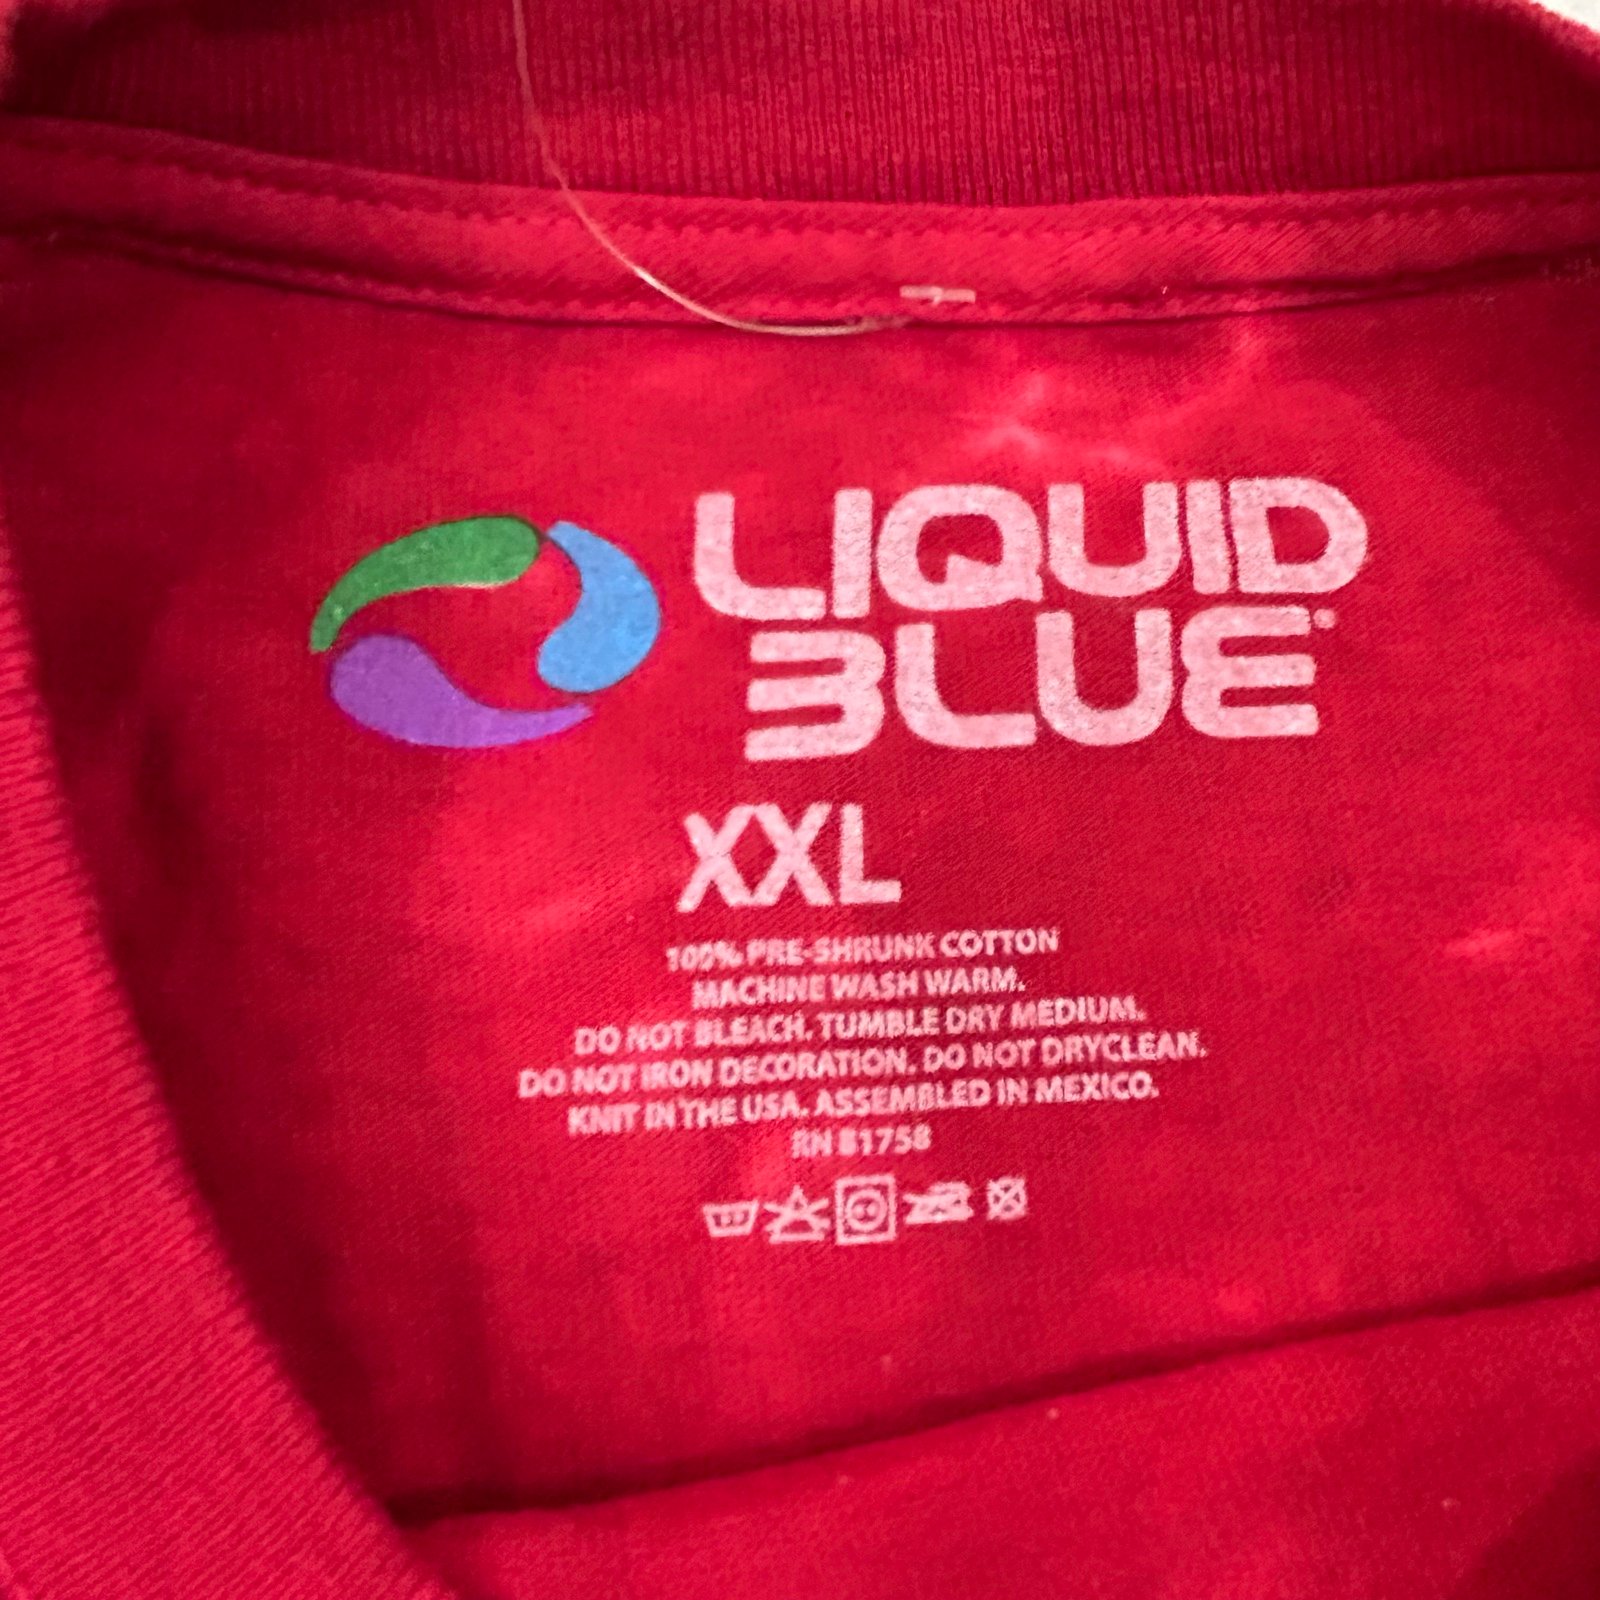 LIQUID
BLUE
XXL
100% PRE-SHRUNK COTTON
MACHINE WASH WARM.
DO NOT BLEACH. TUMBLE DRY MEDIUM.
DO NOT IRON DECORATION. DO NOT DRYCLEAN.
KNIT IN THE USA. ASSEMBLED IN MEXICO.
RN 81758